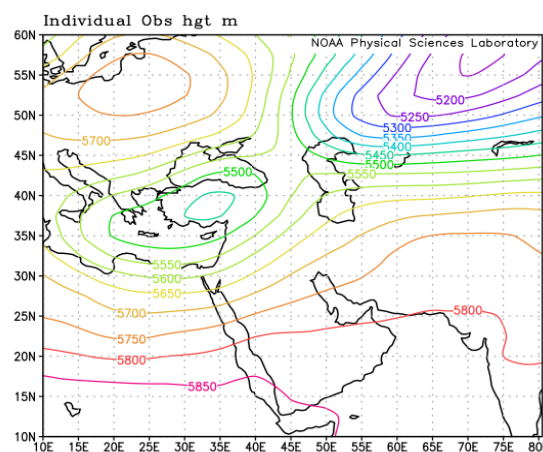 Individual Obs hgt m
NOAA Physical Sciences Laboratory
60N
55N
50N
45N
40N
35N
30N
25N
20N
15N
10N
5200
5250
5300
5350
5400
5450
5500
5550
5700
5500
5550
5600
5650
5700
5750
5800
5800
5850
10E 15E 20E 25E 30E 35E 40E 45E 50E 55E 60E 65E 70E 75E 80